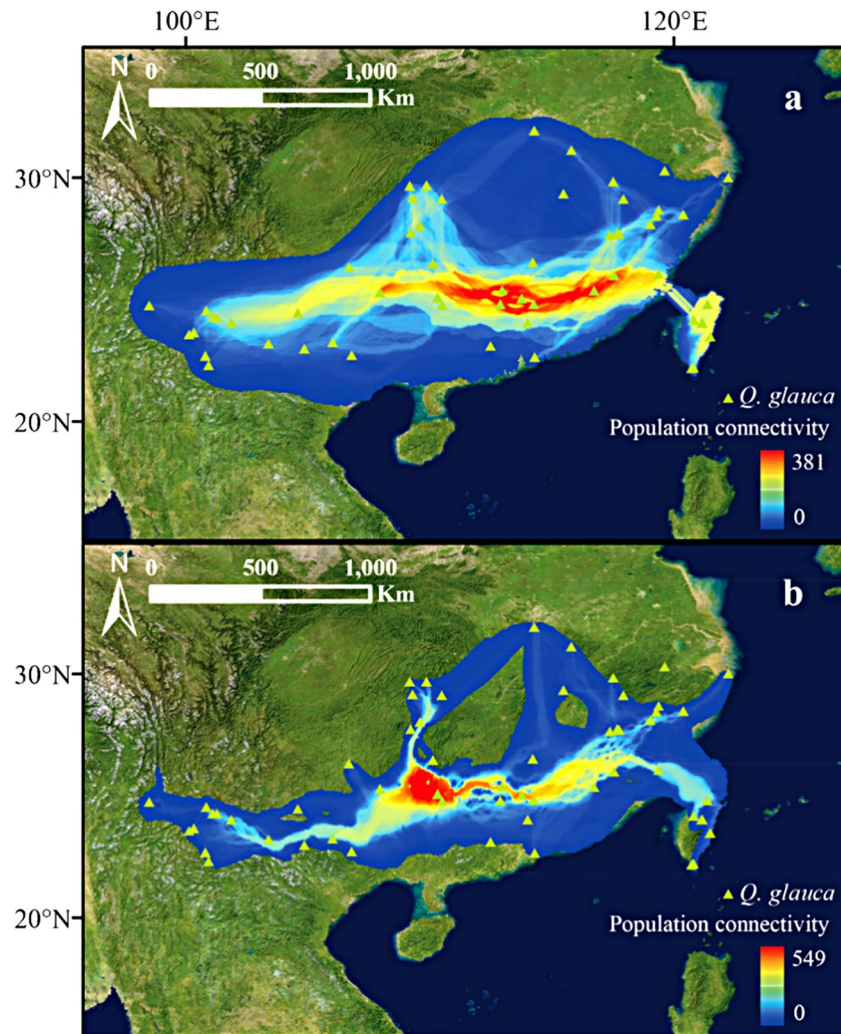 100°E 120°E
N 0 500 1,000
Km
a
30°N
20°N
Q. glauca
Population connectivity
381
0
N 0 500 1,000
Km
b
30°N
20°N
Q. glauca
Population connectivity
549
0